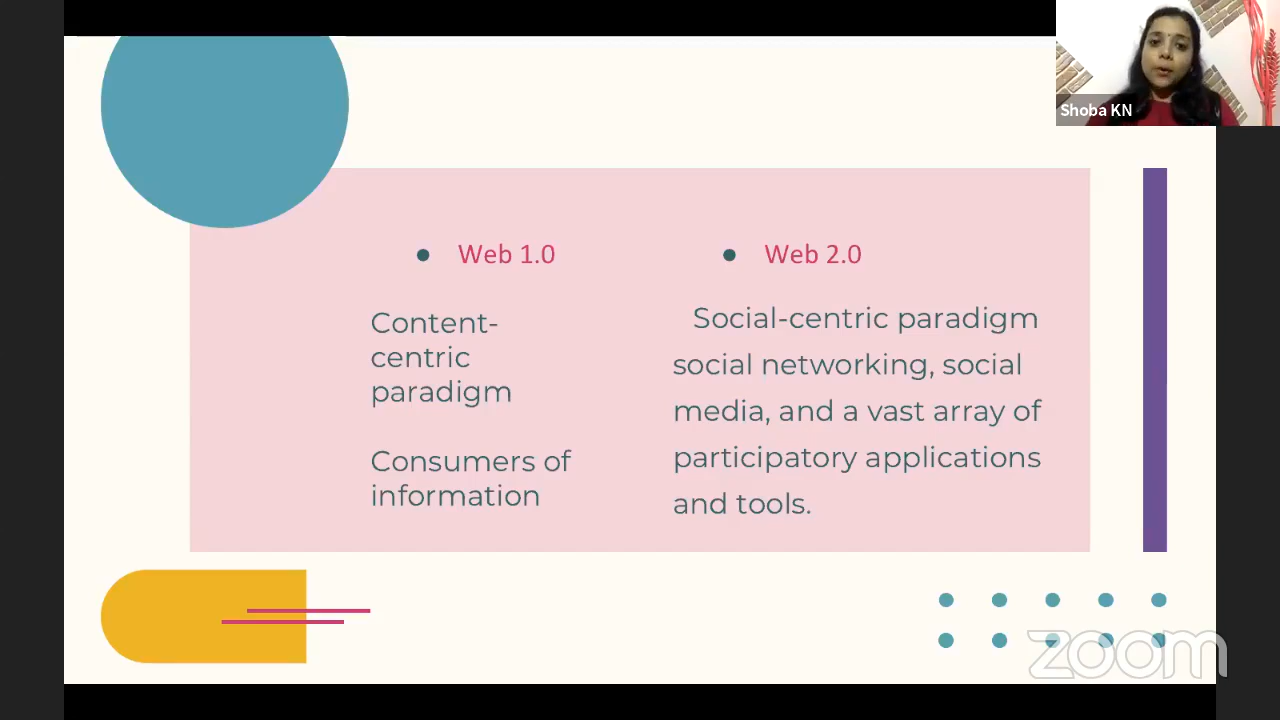 Shoba KN
Web 1.0
Content-
centric
paradigm
Consumers of
information
Web 2.0
Social-centric paradigm
social networking, social
media, and a vast array of
participatory applications
and tools.
zoom